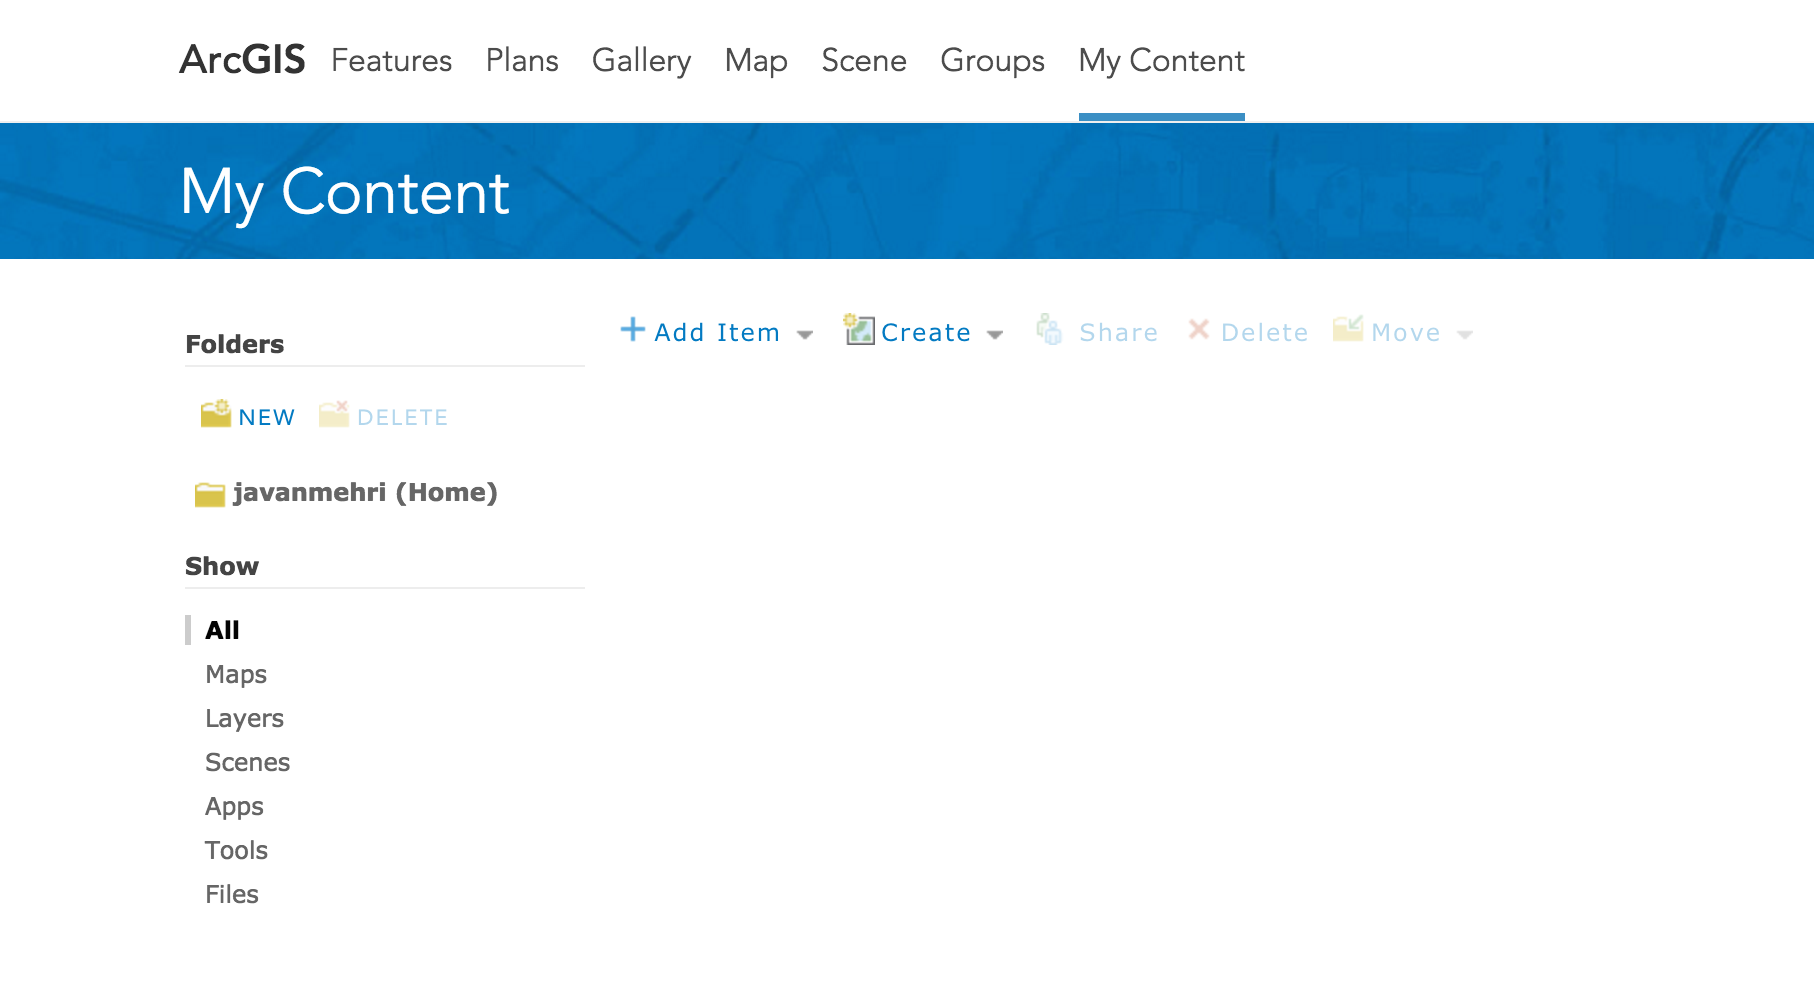 ArcGIS Features Plans Gallery Map Scene Groups My Content
My Content
Folders
NEW DELETE
javanmehri (Home)
Show
All
Maps
Layers
Scenes
Apps
Tools
Files
Add Item Create Share Delete Move